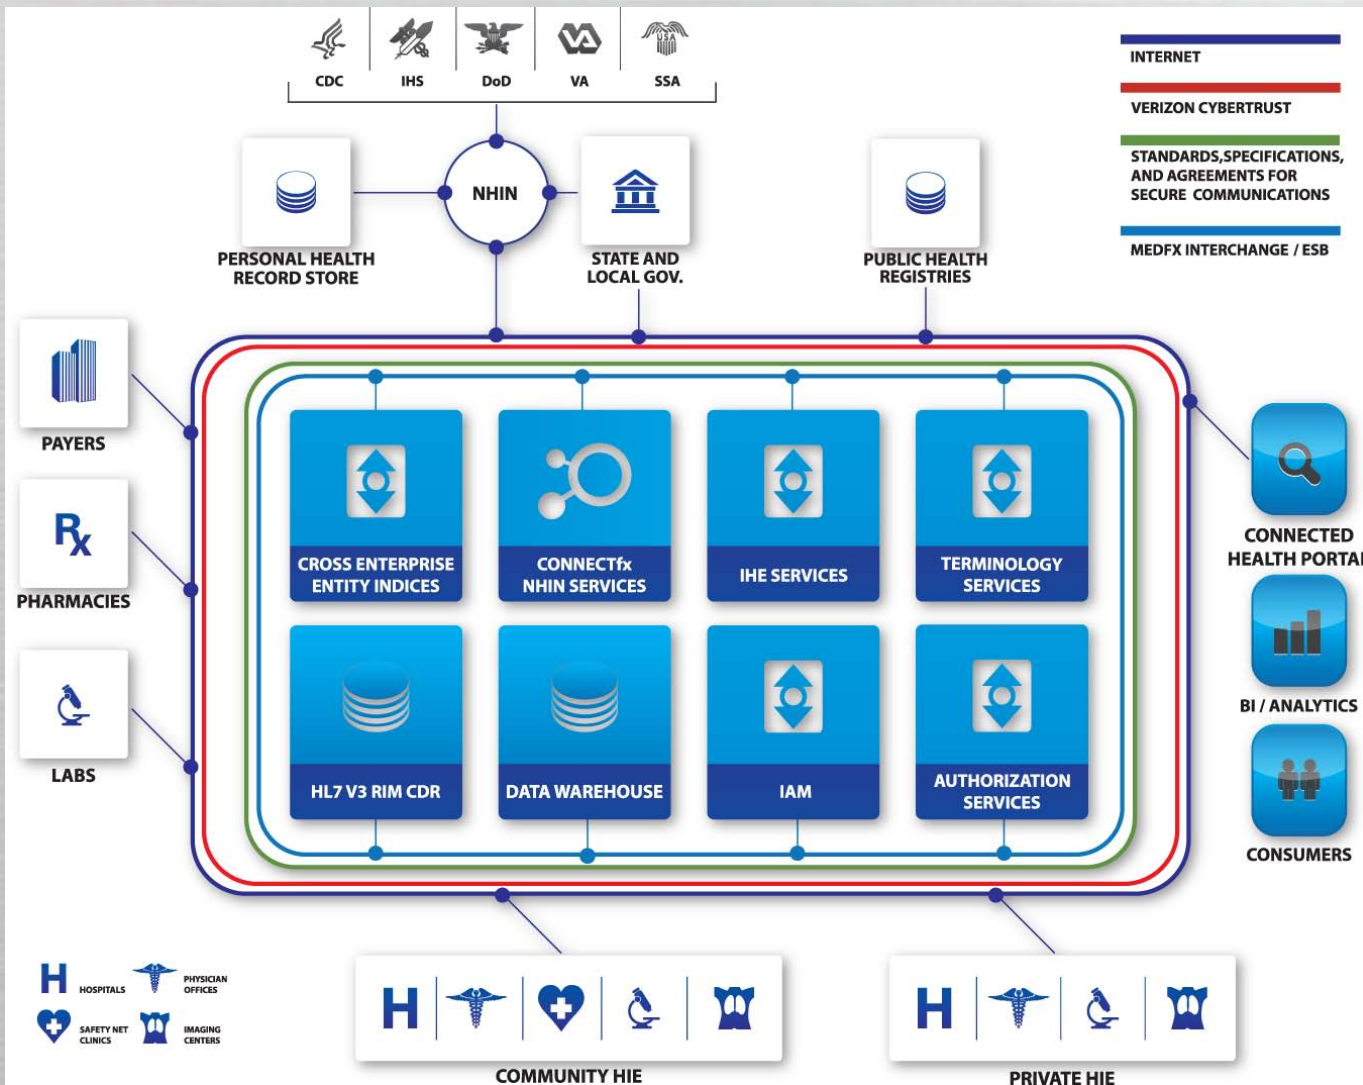 CDC
IHS
DoD
VA
USA
SSA
INTERNET
VERIZON CYBERTRUST
STANDARDS,SPECIFICATIONS,
AND AGREEMENTS FOR
SECURE COMMUNICATIONS
MEDFX INTERCHANGE / ESB
NHIN
PERSONAL HEALTH
RECORD STORE
STATE AND
LOCAL GOV.
PUBLIC HEALTH
REGISTRIES
PAYERS
Rx
PHARMACIES
LABS
CROSS ENTERPRISE
ENTITY INDICES
CONNECTfx
NHIN SERVICES
IHE SERVICES
TERMINOLOGY
SERVICES
HL7 V3 RIM CDR
DATA WAREHOUSE
IAM
AUTHORIZATION
SERVICES
CONNECTED
HEALTH PORTAL
BI / ANALYTICS
CONSUMERS
H
HOSPITALS
PHYSICIAN
OFFICES
SAFETY NET
CLINICS
IMAGING
CENTERS
H
COMMUNITY HIE
H
PRIVATE HIE